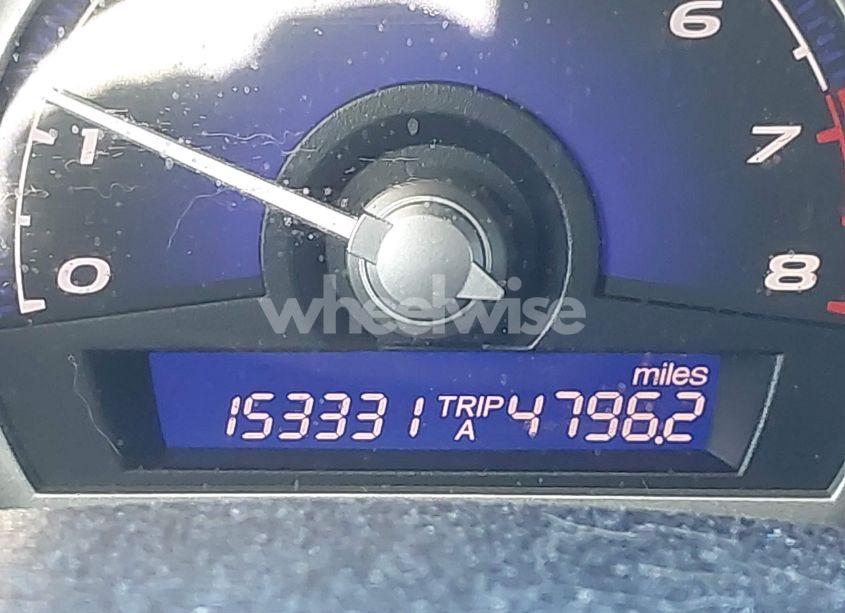 6
1 7
0 8
wheelwise
miles
153331 TRIP A 4796.2